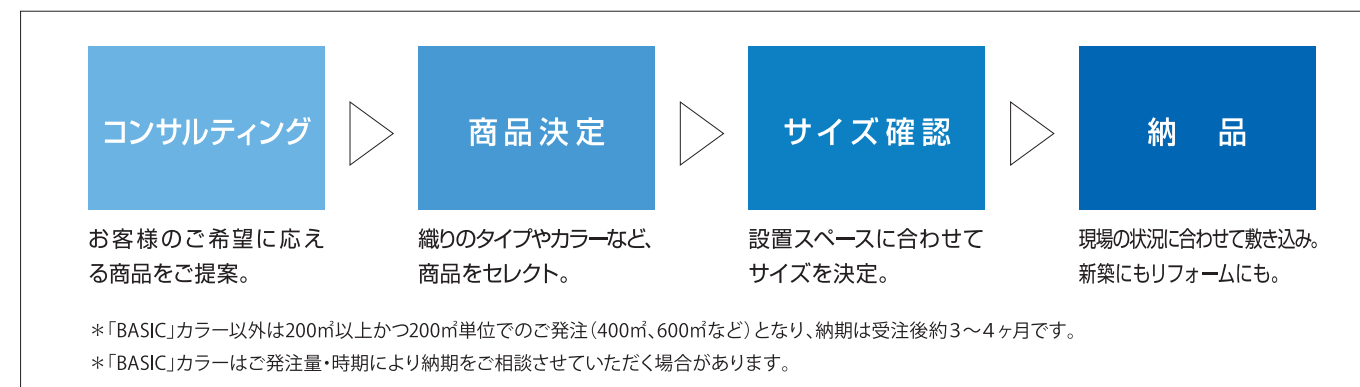 コンサルティング
商品決定
サイズ確認
納　品
お客様のご希望に応え
る商品をご提案。
織りのタイプやカラーなど、
商品をセレクト。
設置スペースに合わせて
サイズを決定。
現場の状況に合わせて敷き込み。
新築にもリフォームにも。
＊「BASIC」カラー以外は200㎡以上かつ200㎡単位でのご発注（400㎡、600㎡など）となり、納期は受注後約３〜４ヶ月です。
＊「BASIC」カラーはご発注量・時期により納期をご相談させていただく場合があります。